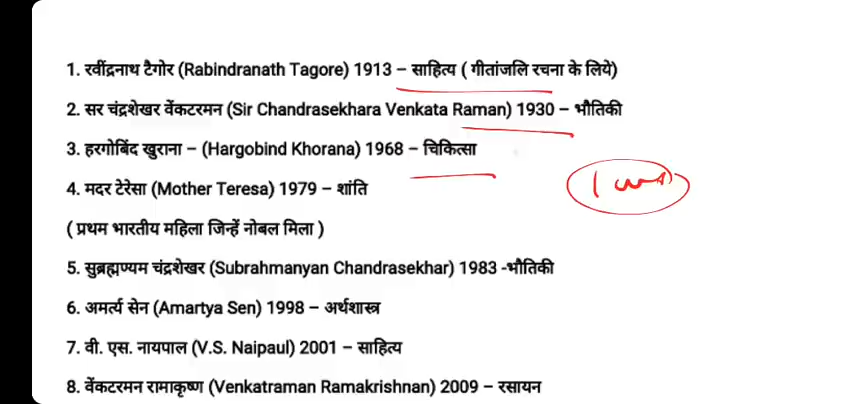 1. रवींद्रनाथ टैगोर (Rabindranath Tagore) 1913 – साहित्य ( गीतांजलि रचना के लिये)
2. सर चंद्रशेखर वेंकटरमन (Sir Chandrasekhara Venkata Raman) 1930 – भौतिकी
3. हरगोबिंद खुराना – (Hargobind Khorana) 1968 – चिकित्सा
4. मदर टेरेसा (Mother Teresa) 1979 – शांति
( प्रथम भारतीय महिला जिन्हें नोबल मिला )
5. सुब्रह्मण्यम चंद्रशेखर (Subrahmanyan Chandrasekhar) 1983 -भौतिकी
6. अमर्त्य सेन (Amartya Sen) 1998 – अर्थशास्त्र
7. वी. एस. नायपाल (V.S. Naipaul) 2001 – साहित्य
8. वेंकटरमन रामाकृष्ण (Venkatraman Ramakrishnan) 2009 – रसायन